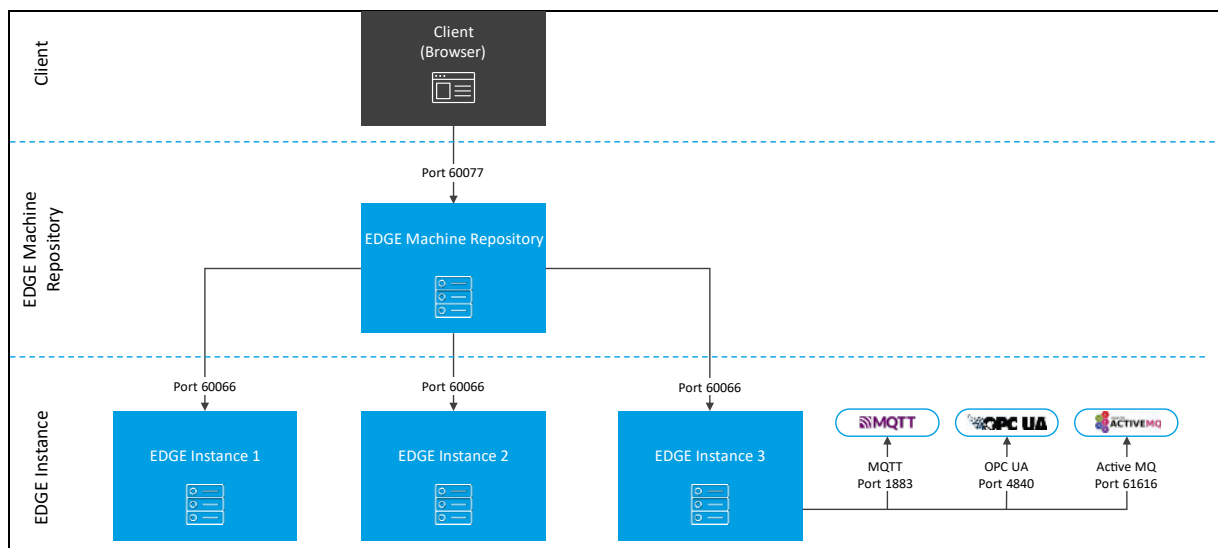 Client
Client
(Browser)
Port 60077
EDGE Machine
Repository
EDGE Machine Repository
Port 60066
Port 60066
Port 60066
EDGE Instance
EDGE Instance 1
EDGE Instance 2
EDGE Instance 3
MQTT
OPC UA
ACTIVEMQ
MQTT
Port 1883
OPC UA
Port 4840
Active MQ
Port 61616